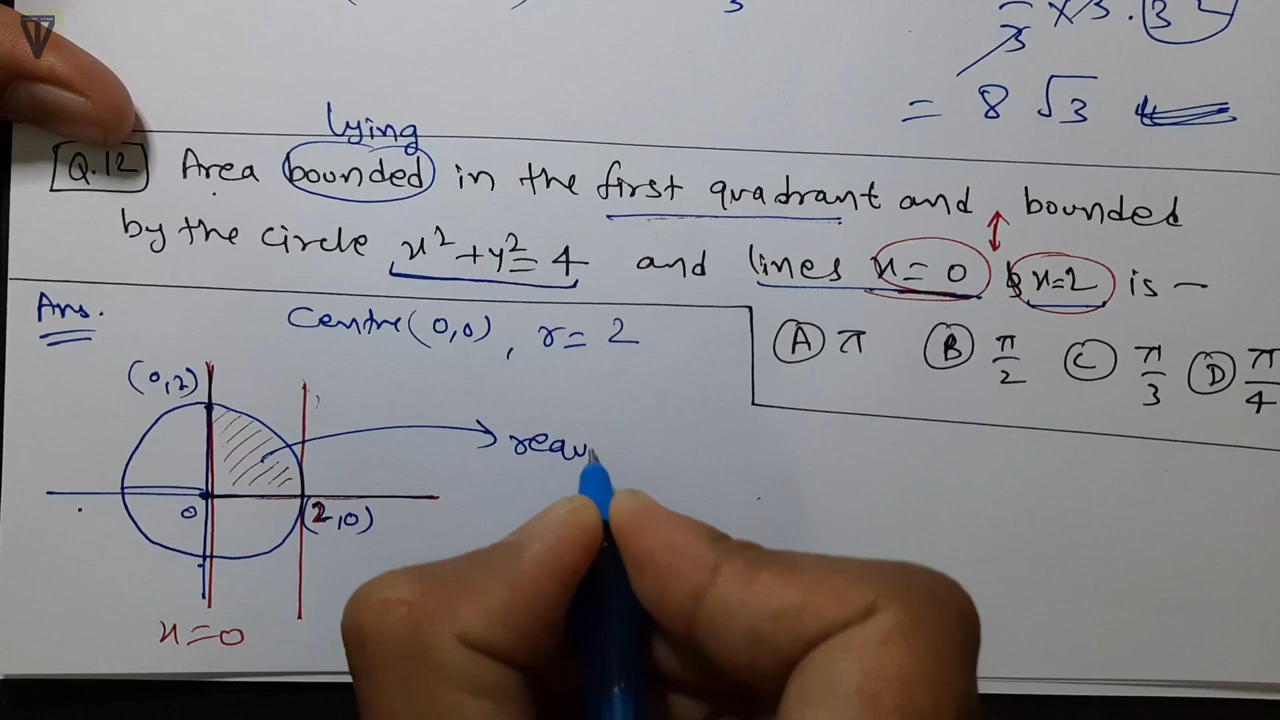 = 8 √3
lying
Q.12 Area bounded in the first quadrant and bounded
by the circle x²+y²=4 and lines x=0 & x=2 is —
Ans. Centre(0,0), r=2
(A) π (B) π/2 (C) π/3 (D) π/4
(0,2)
requ
0 (2,0)
x=0